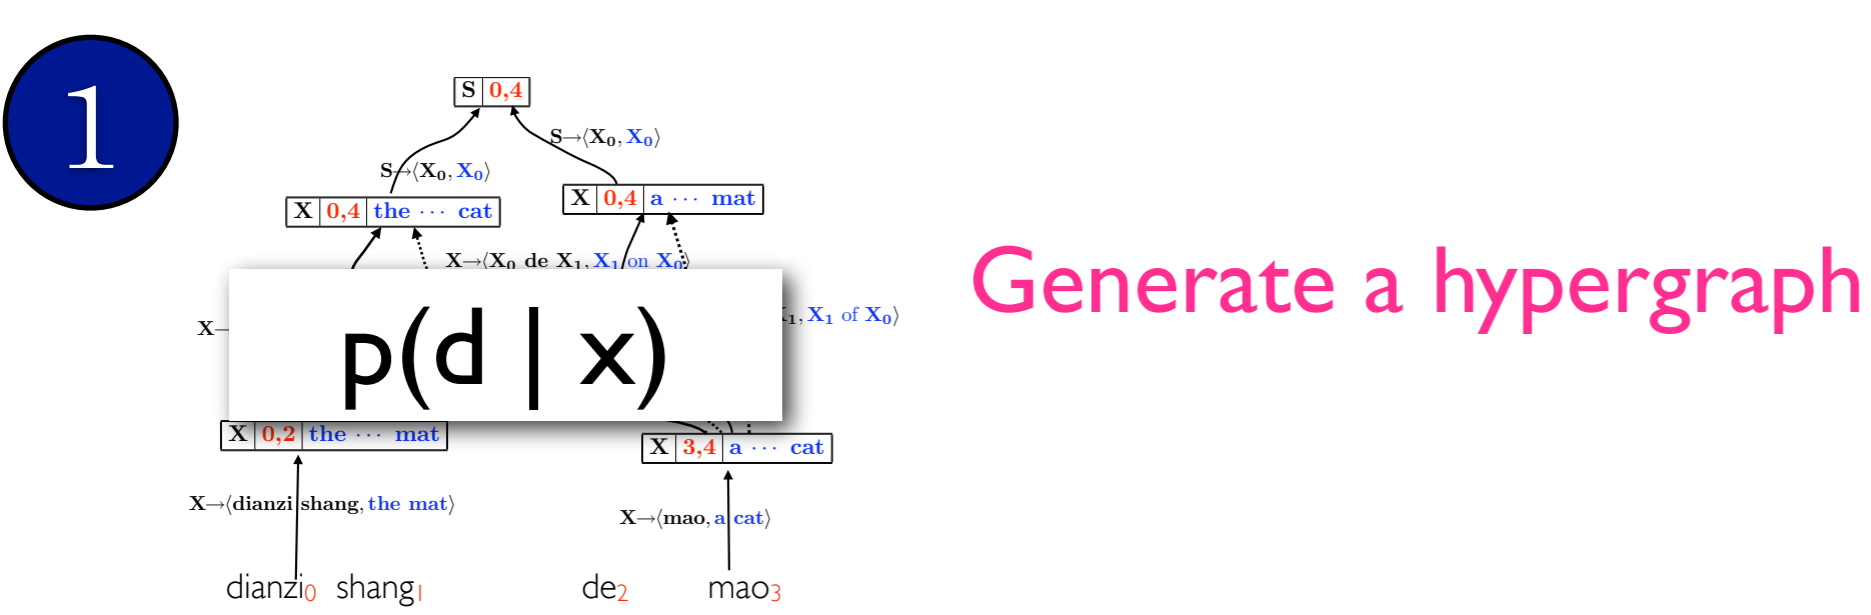 1
S 0,4
S→⟨X₀, X₀⟩
S→⟨X₀, X₀⟩
X 0,4 a ··· mat
X 0,4 the ··· cat
X→⟨X₀ de X₁, X₁ on X₀⟩
Generate a hypergraph
X₁, X₁ of X₀⟩
X→
p(d | x)
X 0,2 the ··· mat
X 3,4 a ··· cat
X→⟨dianzi shang, the mat⟩
X→⟨mao, a cat⟩
dianzi₀ shang₁ de₂ mao₃